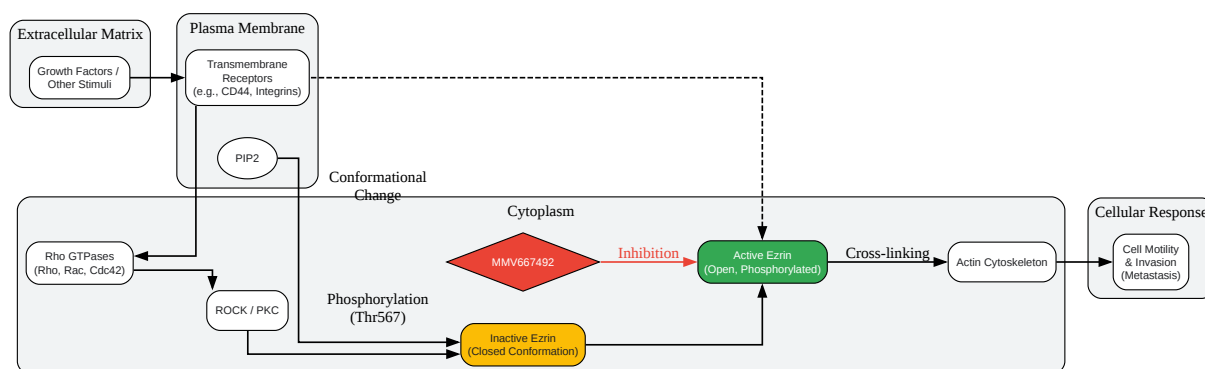 Extracellular Matrix
Growth Factors /
Other Stimuli
Plasma Membrane
Transmembrane
Receptors
(e.g., CD44, Integrins)
PIP2
Conformational
Change
Cytoplasm
Rho GTPases
(Rho, Rac, Cdc42)
ROCK / PKC
Phosphorylation
(Thr567)
Inactive Ezrin
(Closed Conformation)
MMV667492
Inhibition
Active Ezrin
(Open, Phosphorylated)
Cross-linking
Actin Cytoskeleton
Cellular Response
Cell Motility
& Invasion
(Metastasis)